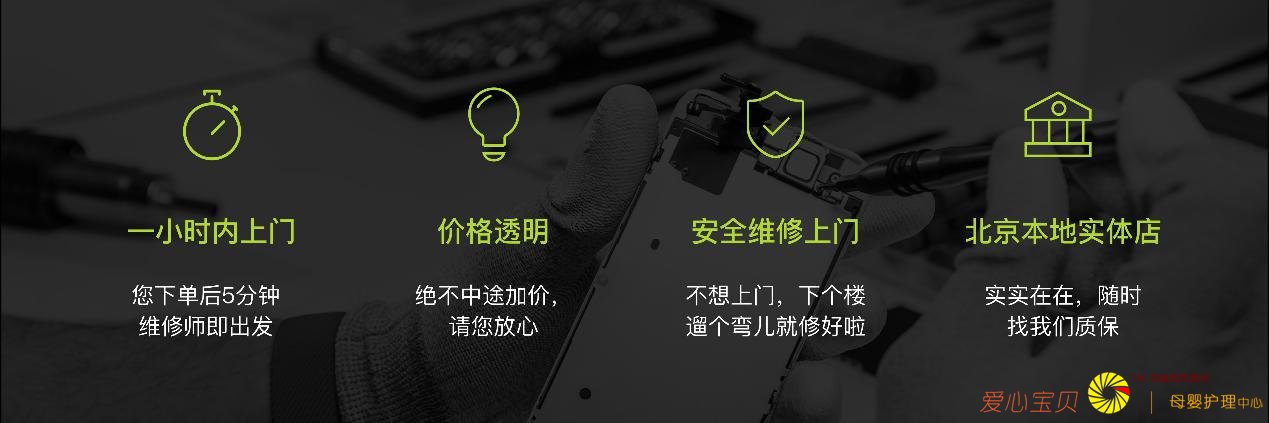 一小时内上门
您下单后5分钟
维修师即出发
价格透明
绝不中途加价，
请您放心
安全维修上门
不想上门，下个楼
遛个弯儿就修好啦
北京本地实体店
实实在在，随时
找我们质保
爱心宝贝
母婴护理中心